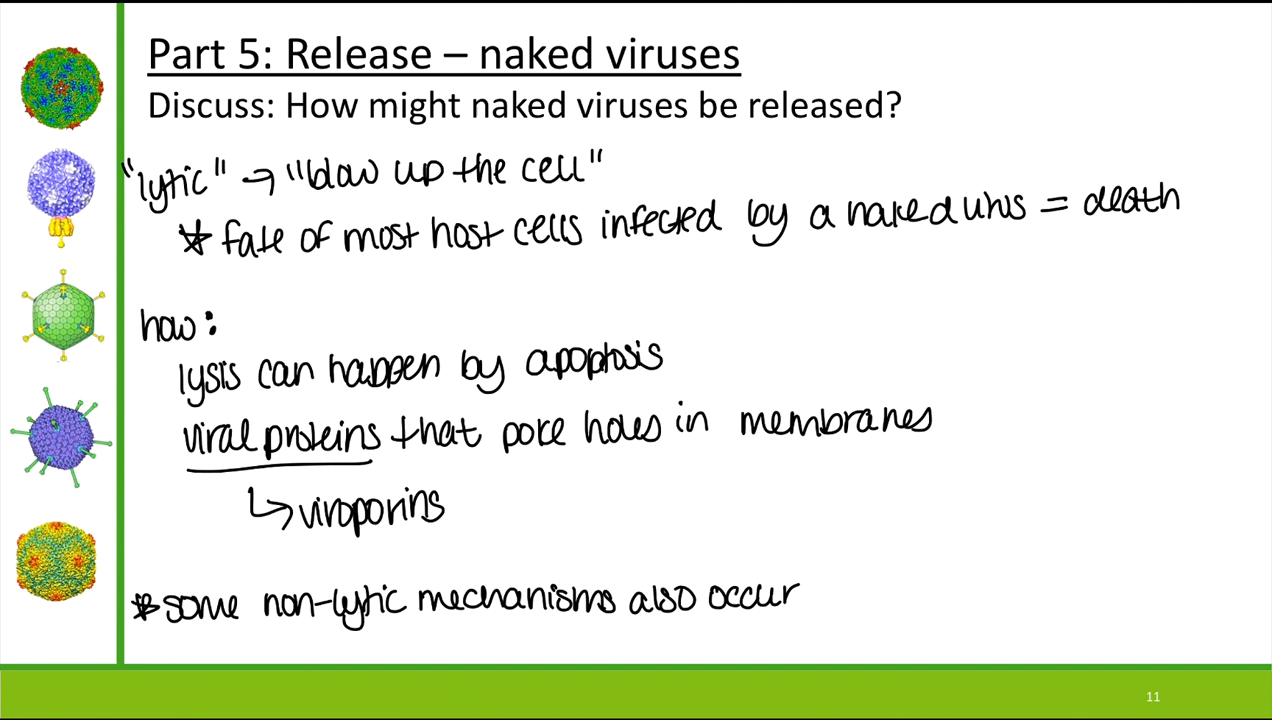 Part 5: Release – naked viruses
Discuss: How might naked viruses be released?
"lytic" → "blow up the cell"
* fate of most host cells infected by a naked virus = death
how:
lysis can happen by apoptosis
viral proteins that poke holes in membranes
↳ viroporins
* some non-lytic mechanisms also occur
11